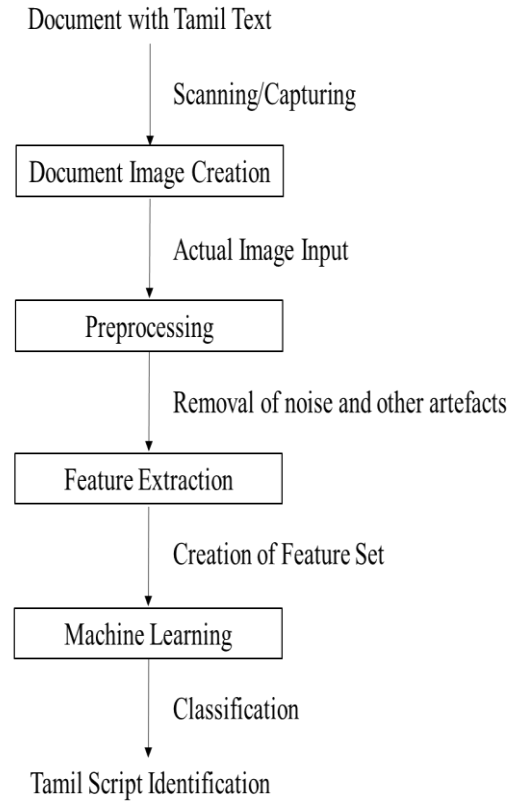 Document with Tamil Text
Scanning/Capturing
Document Image Creation
Actual Image Input
Preprocessing
Removal of noise and other artefacts
Feature Extraction
Creation of Feature Set
Machine Learning
Classification
Tamil Script Identification